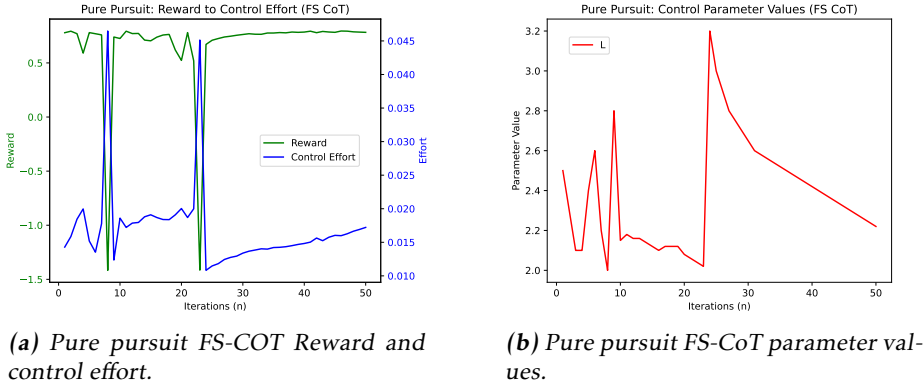 Pure Pursuit: Reward to Control Effort (FS CoT)
0.5
0.0
−0.5
−1.0
−1.5
Reward
0.045
0.040
0.035
0.030
0.025
0.020
0.015
0.010
Effort
Reward
Control Effort
0
10
20
30
40
50
Iterations (n)
(a) Pure pursuit FS-COT Reward and
control effort.
Pure Pursuit: Control Parameter Values (FS CoT)
3.2
3.0
2.8
2.6
2.4
2.2
2.0
Parameter Value
L
0
10
20
30
40
50
Iterations (n)
(b) Pure pursuit FS-CoT parameter val-
ues.